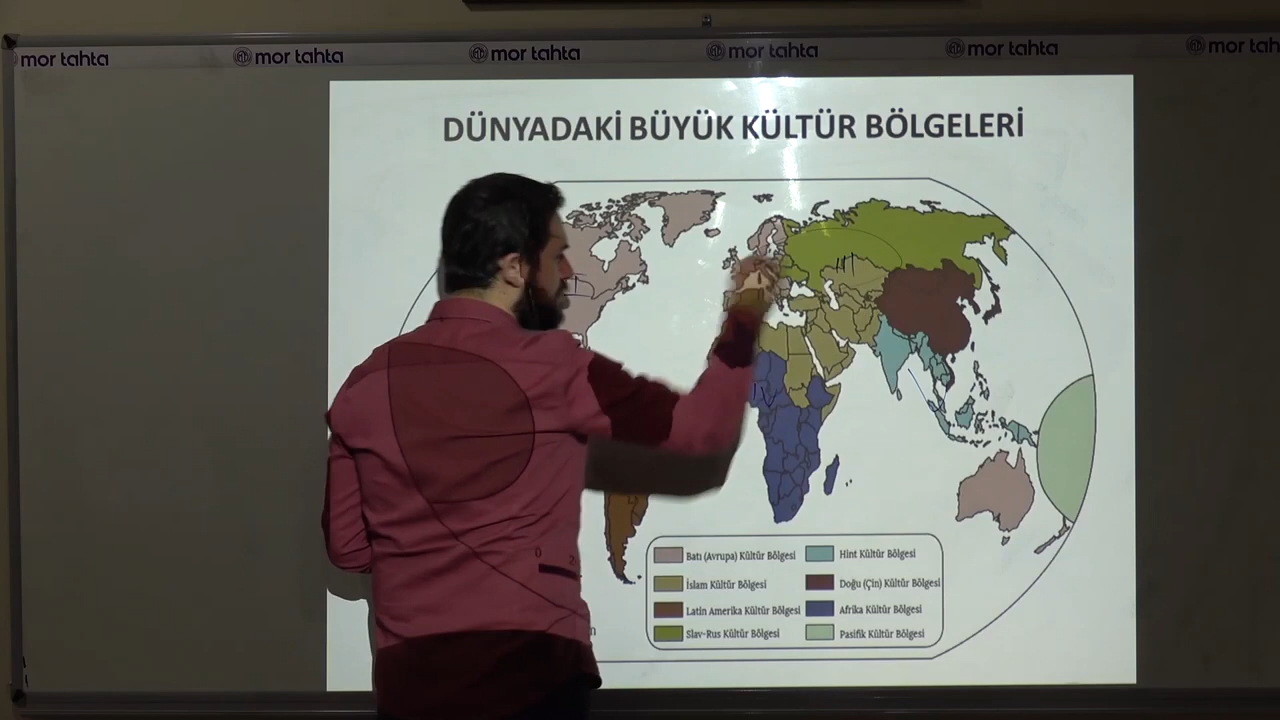 mor tahta mor tahta mor tahta mor tahta mor tahta mor tah
DÜNYADAKİ BÜYÜK KÜLTÜR BÖLGELERİ
Batı (Avrupa) Kültür Bölgesi
İslam Kültür Bölgesi
Latin Amerika Kültür Bölgesi
Slav-Rus Kültür Bölgesi
Hint Kültür Bölgesi
Doğu (Çin) Kültür Bölgesi
Afrika Kültür Bölgesi
Pasifik Kültür Bölgesi
0